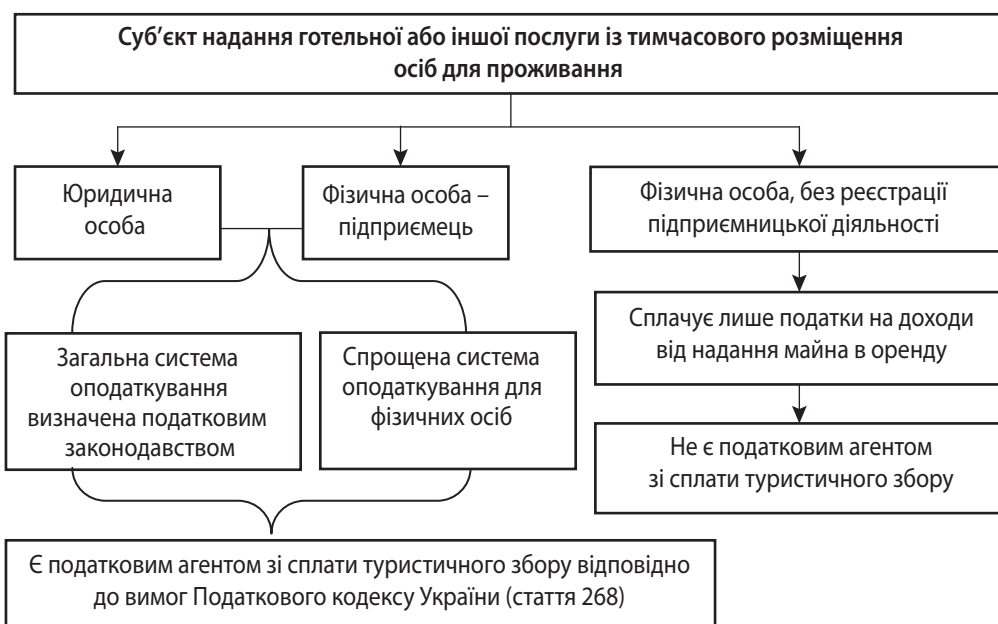 Суб’єкт надання готельної або іншої послуги із тимчасового розміщення
осіб для проживання
Юридична
особа
Фізична особа –
підприємець
Фізична особа, без реєстрації
підприємницької діяльності
Сплачує лише податки на доходи
від надання майна в оренду
Загальна система
оподаткування
визначена податковим
законодавством
Спрощена система
оподаткування для
фізичних осіб
Не є податковим агентом
зі сплати туристичного збору
Є податковим агентом зі сплати туристичного збору відповідно
до вимог Податкового кодексу України (стаття 268)